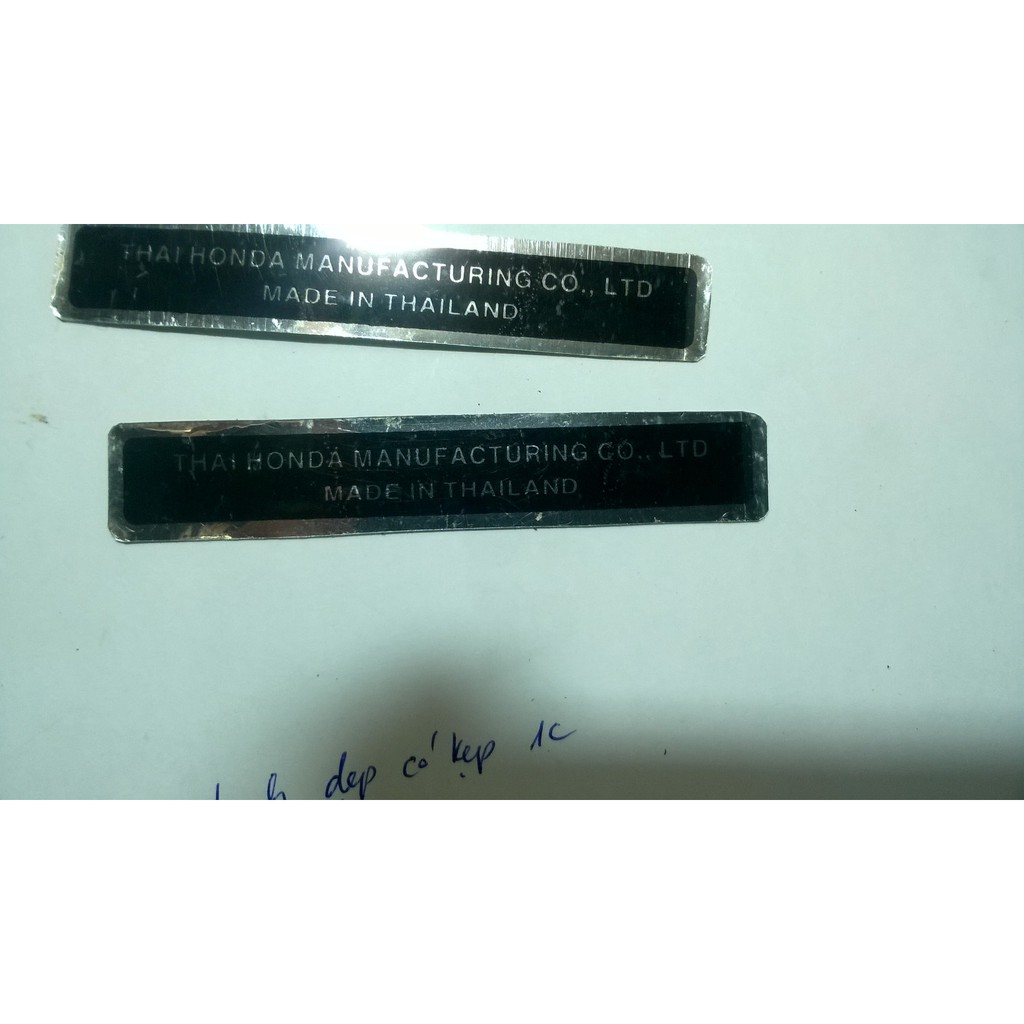 THAI HONDA MANUFACTURING CO., LTD
MADE IN THAILAND
THAI HONDA MANUFACTURING CO., LTD
MADE IN THAILAND
dẹp có kẹp 1c